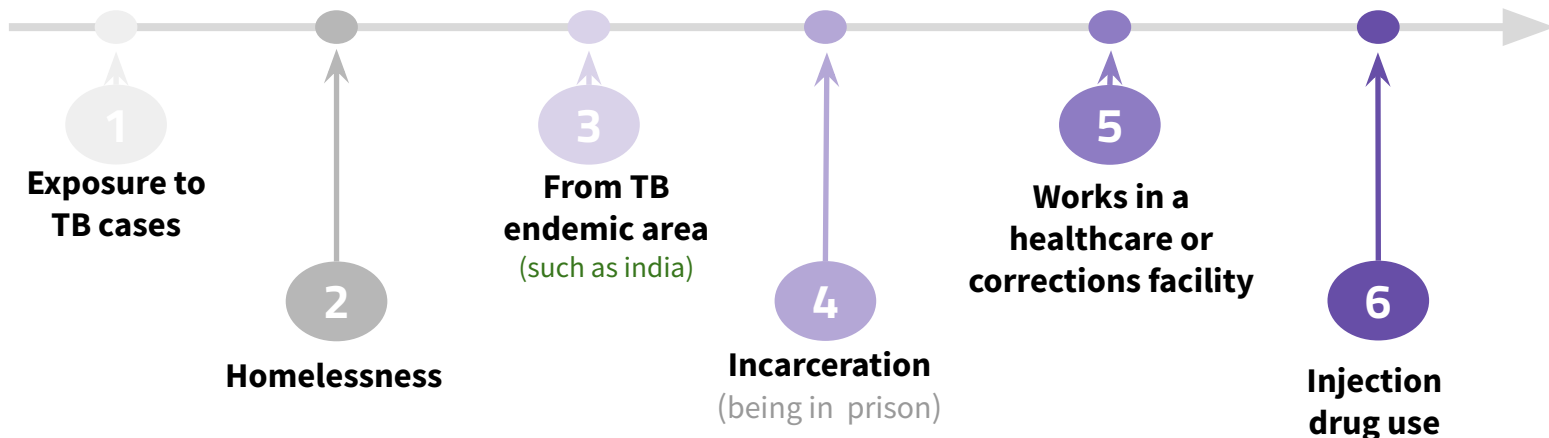 1
Exposure to
TB cases
2
Homelessness
3
From TB
endemic area
(such as india)
4
Incarceration
(being in prison)
5
Works in a
healthcare or
corrections facility
6
Injection
drug use